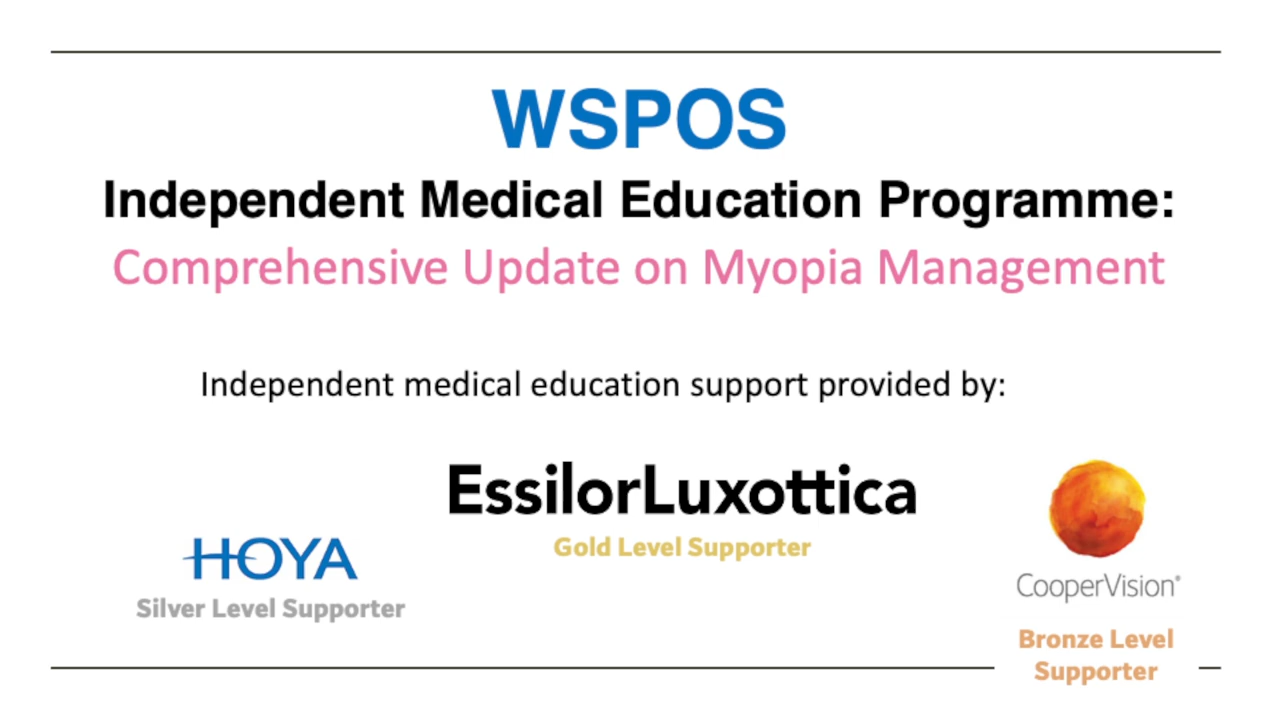 WSPOS
Independent Medical Education Programme:
Comprehensive Update on Myopia Management
Independent medical education support provided by:
EssilorLuxottica
Gold Level Supporter
HOYA
Silver Level Supporter
CooperVision®
Bronze Level
Supporter